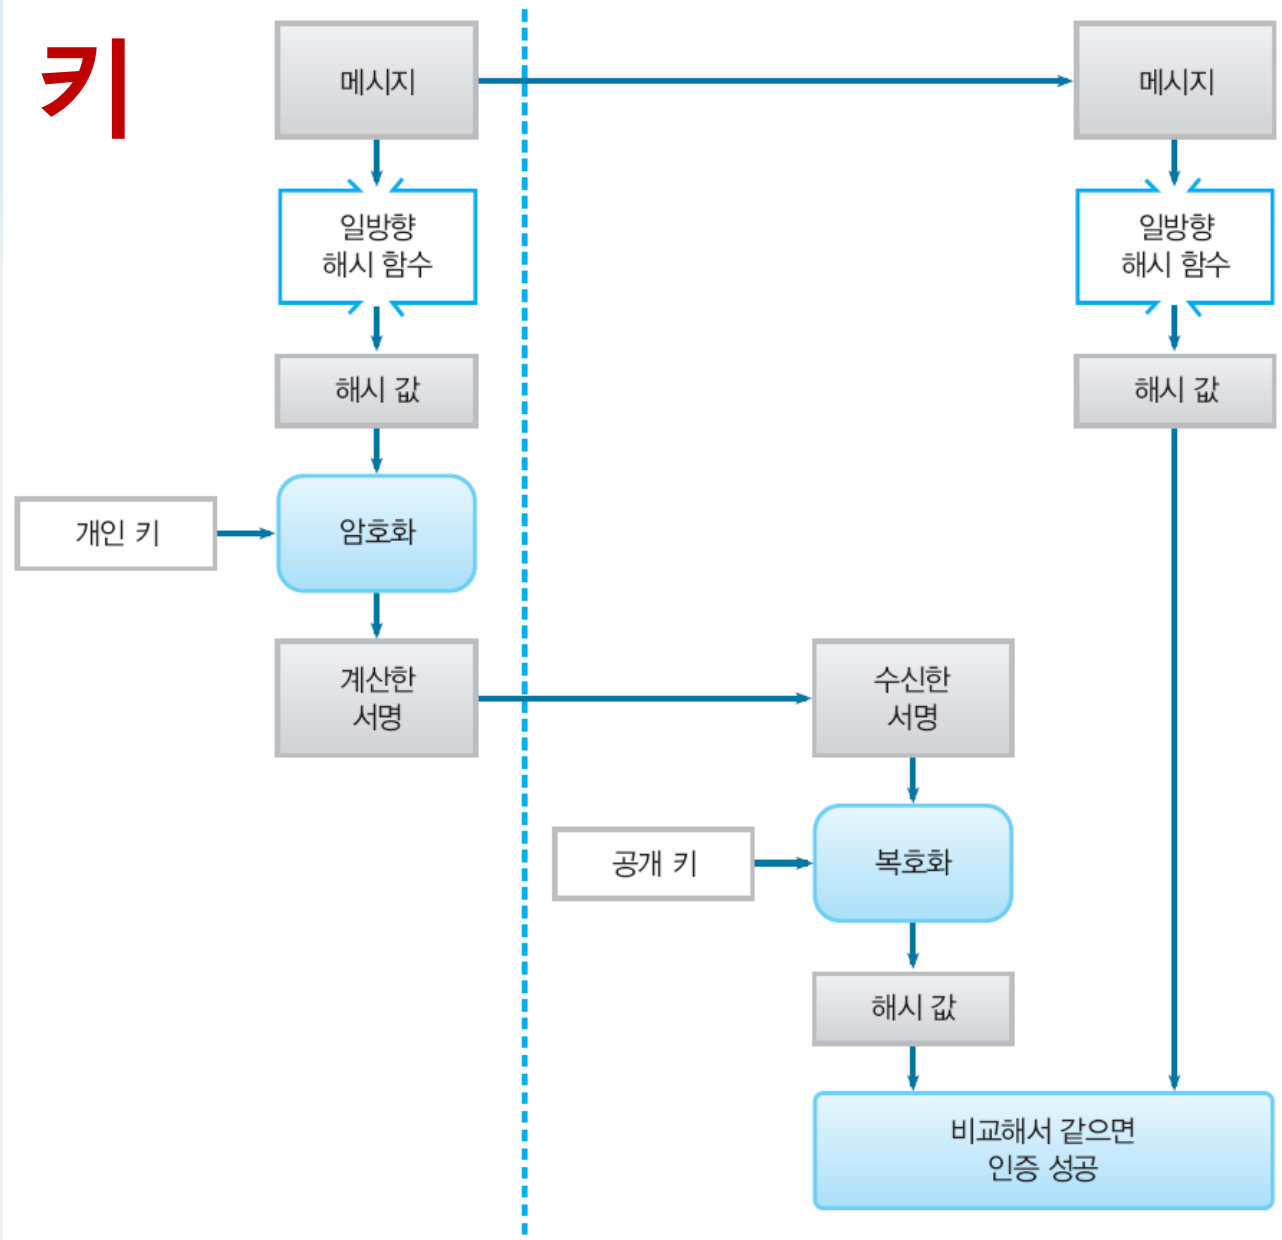 키
메시지
메시지
일방향
해시 함수
일방향
해시 함수
해시 값
해시 값
개인 키
암호화
계산한
서명
수신한
서명
공개 키
복호화
해시 값
비교해서 같으면
인증 성공